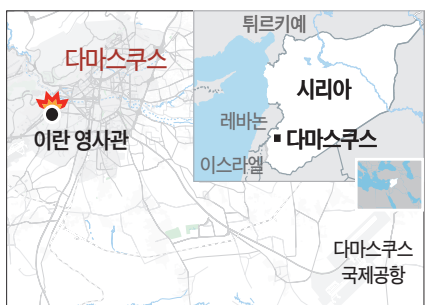 다마스쿠스
이란 영사관
튀르키예
시리아
레바논
다마스쿠스
이스라엘
다마스쿠스
국제공항